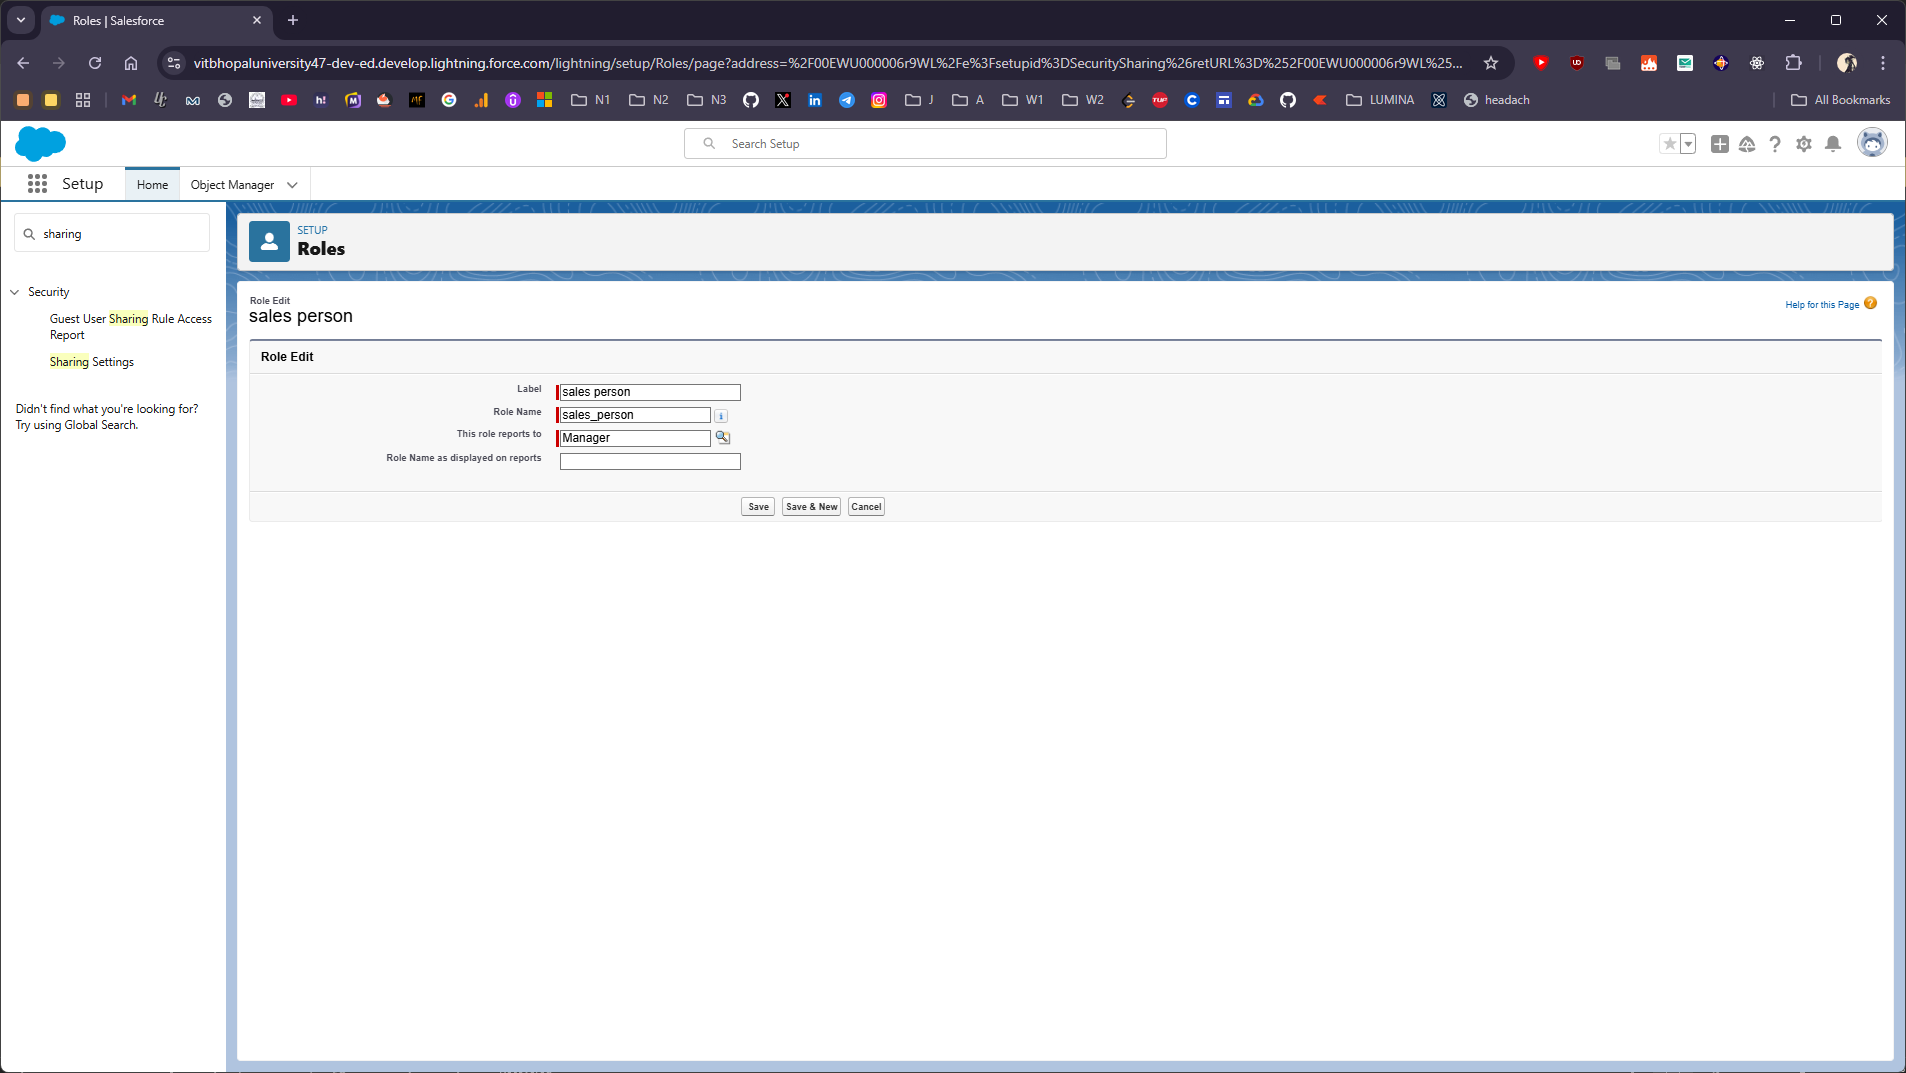 Roles | Salesforce
vitbhopaluniversity47-dev-ed.develop.lightning.force.com/lightning/setup/Roles/page?address=%2F00EWU000006r9WL%2Fe%3Fsetupid%3DSecuritySharing%26retURL%3D%252F00EWU000006r9WL%25...
N1 N2 N3 J A W1 W2 TUF LUMINA headach All Bookmarks
Search Setup
Setup Home Object Manager
sharing
Security
Guest User Sharing Rule Access
Report
Sharing Settings
Didn't find what you're looking for?
Try using Global Search.
SETUP
Roles
Role Edit
sales person
Help for this Page
Role Edit
Label sales person
Role Name sales_person
This role reports to Manager
Role Name as displayed on reports
Save Save & New Cancel